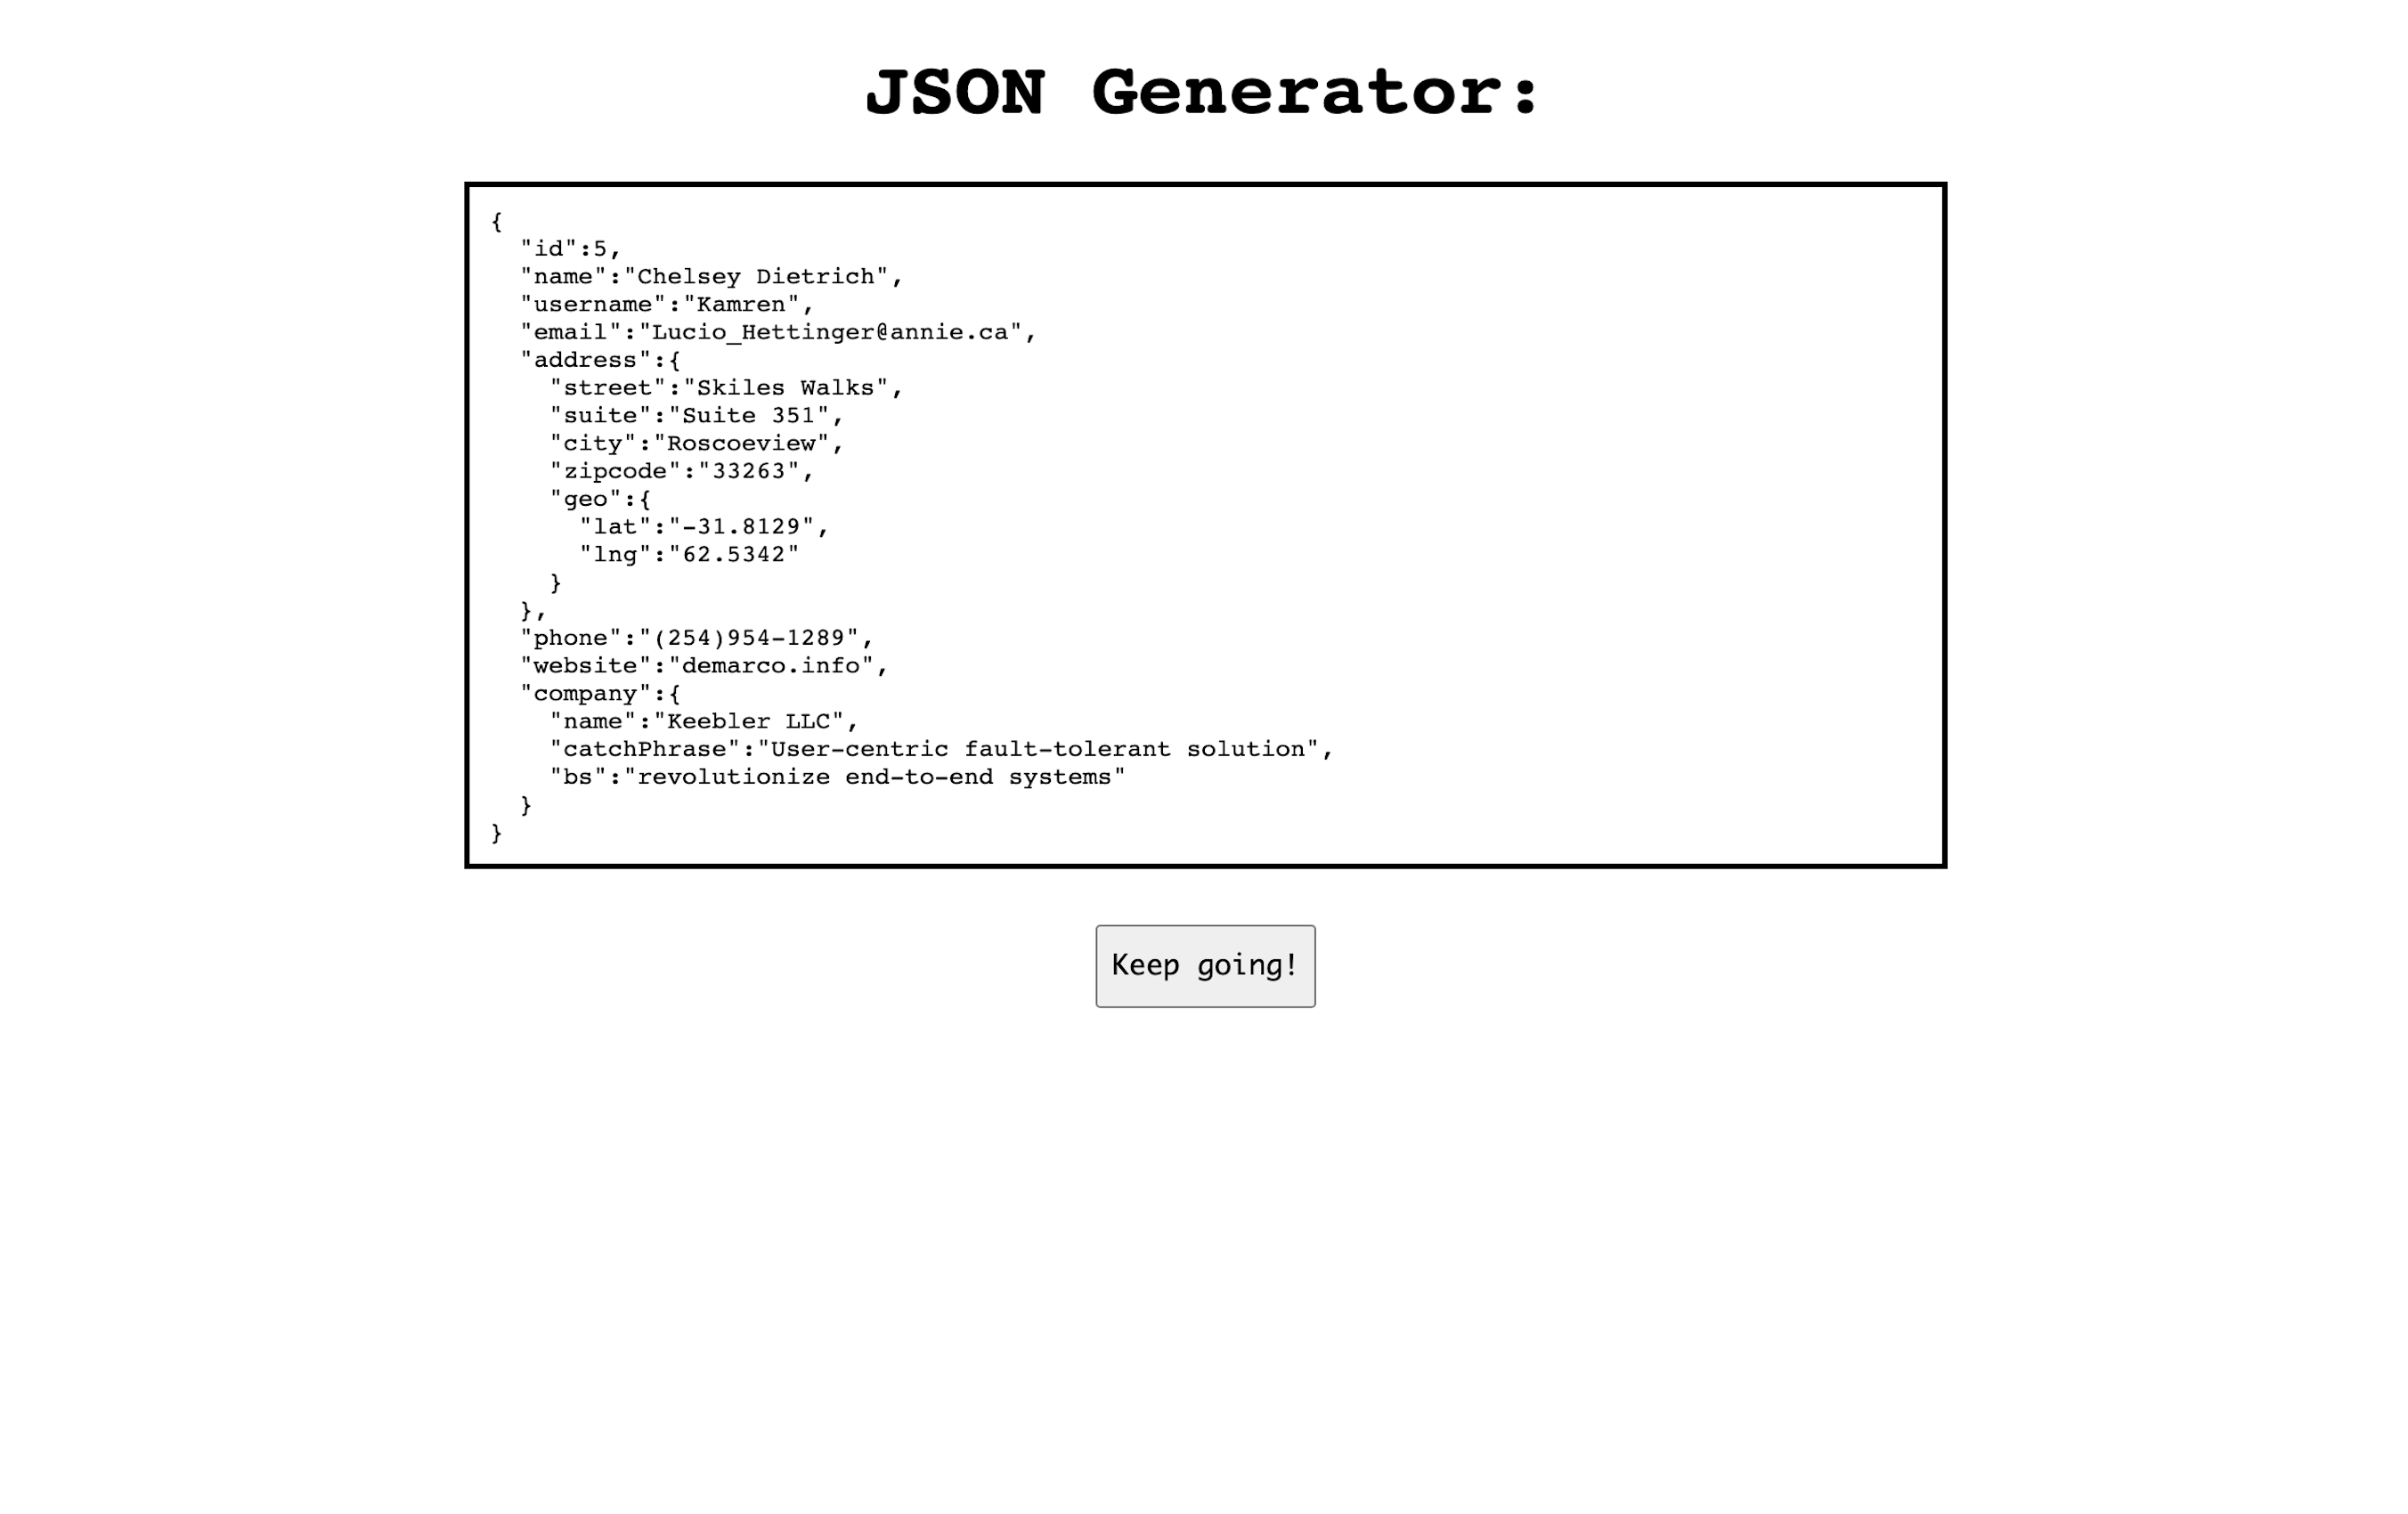 JSON Generator:
{
  "id":5,
  "name":"Chelsey Dietrich",
  "username":"Kamren",
  "email":"Lucio_Hettinger@annie.ca",
  "address":{
    "street":"Skiles Walks",
    "suite":"Suite 351",
    "city":"Roscoeview",
    "zipcode":"33263",
    "geo":{
      "lat":"-31.8129",
      "lng":"62.5342"
    }
  },
  "phone":"(254)954-1289",
  "website":"demarco.info",
  "company":{
    "name":"Keebler LLC",
    "catchPhrase":"User-centric fault-tolerant solution",
    "bs":"revolutionize end-to-end systems"
  }
}
Keep going!